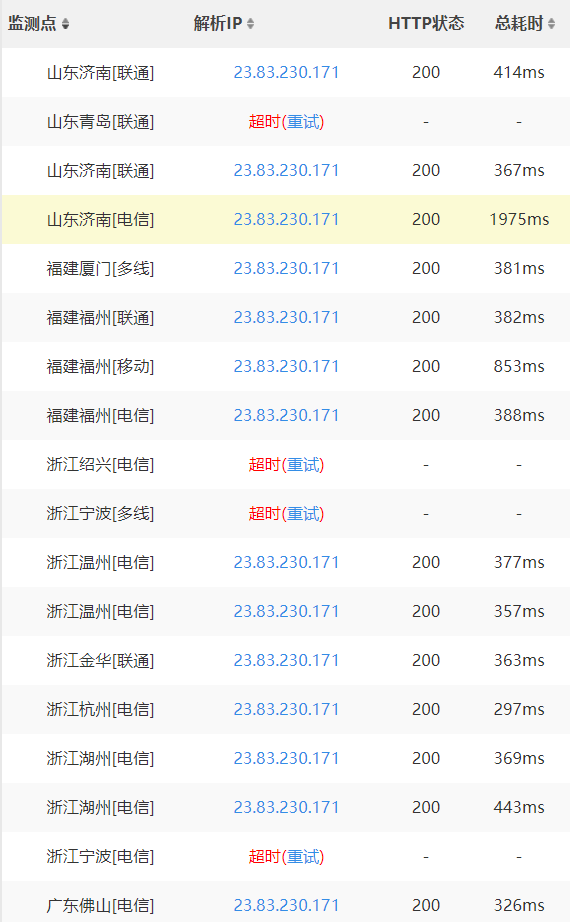 监测点 解析IP HTTP状态 总耗时
山东济南[联通] 23.83.230.171 200 414ms
山东青岛[联通] 超时(重试) - -
山东济南[联通] 23.83.230.171 200 367ms
山东济南[电信] 23.83.230.171 200 1975ms
福建厦门[多线] 23.83.230.171 200 381ms
福建福州[联通] 23.83.230.171 200 382ms
福建福州[移动] 23.83.230.171 200 853ms
福建福州[电信] 23.83.230.171 200 388ms
浙江绍兴[电信] 超时(重试) - -
浙江宁波[多线] 超时(重试) - -
浙江温州[电信] 23.83.230.171 200 377ms
浙江温州[电信] 23.83.230.171 200 357ms
浙江金华[联通] 23.83.230.171 200 363ms
浙江杭州[电信] 23.83.230.171 200 297ms
浙江湖州[电信] 23.83.230.171 200 369ms
浙江湖州[电信] 23.83.230.171 200 443ms
浙江宁波[电信] 超时(重试) - -
广东佛山[电信] 23.83.230.171 200 326ms